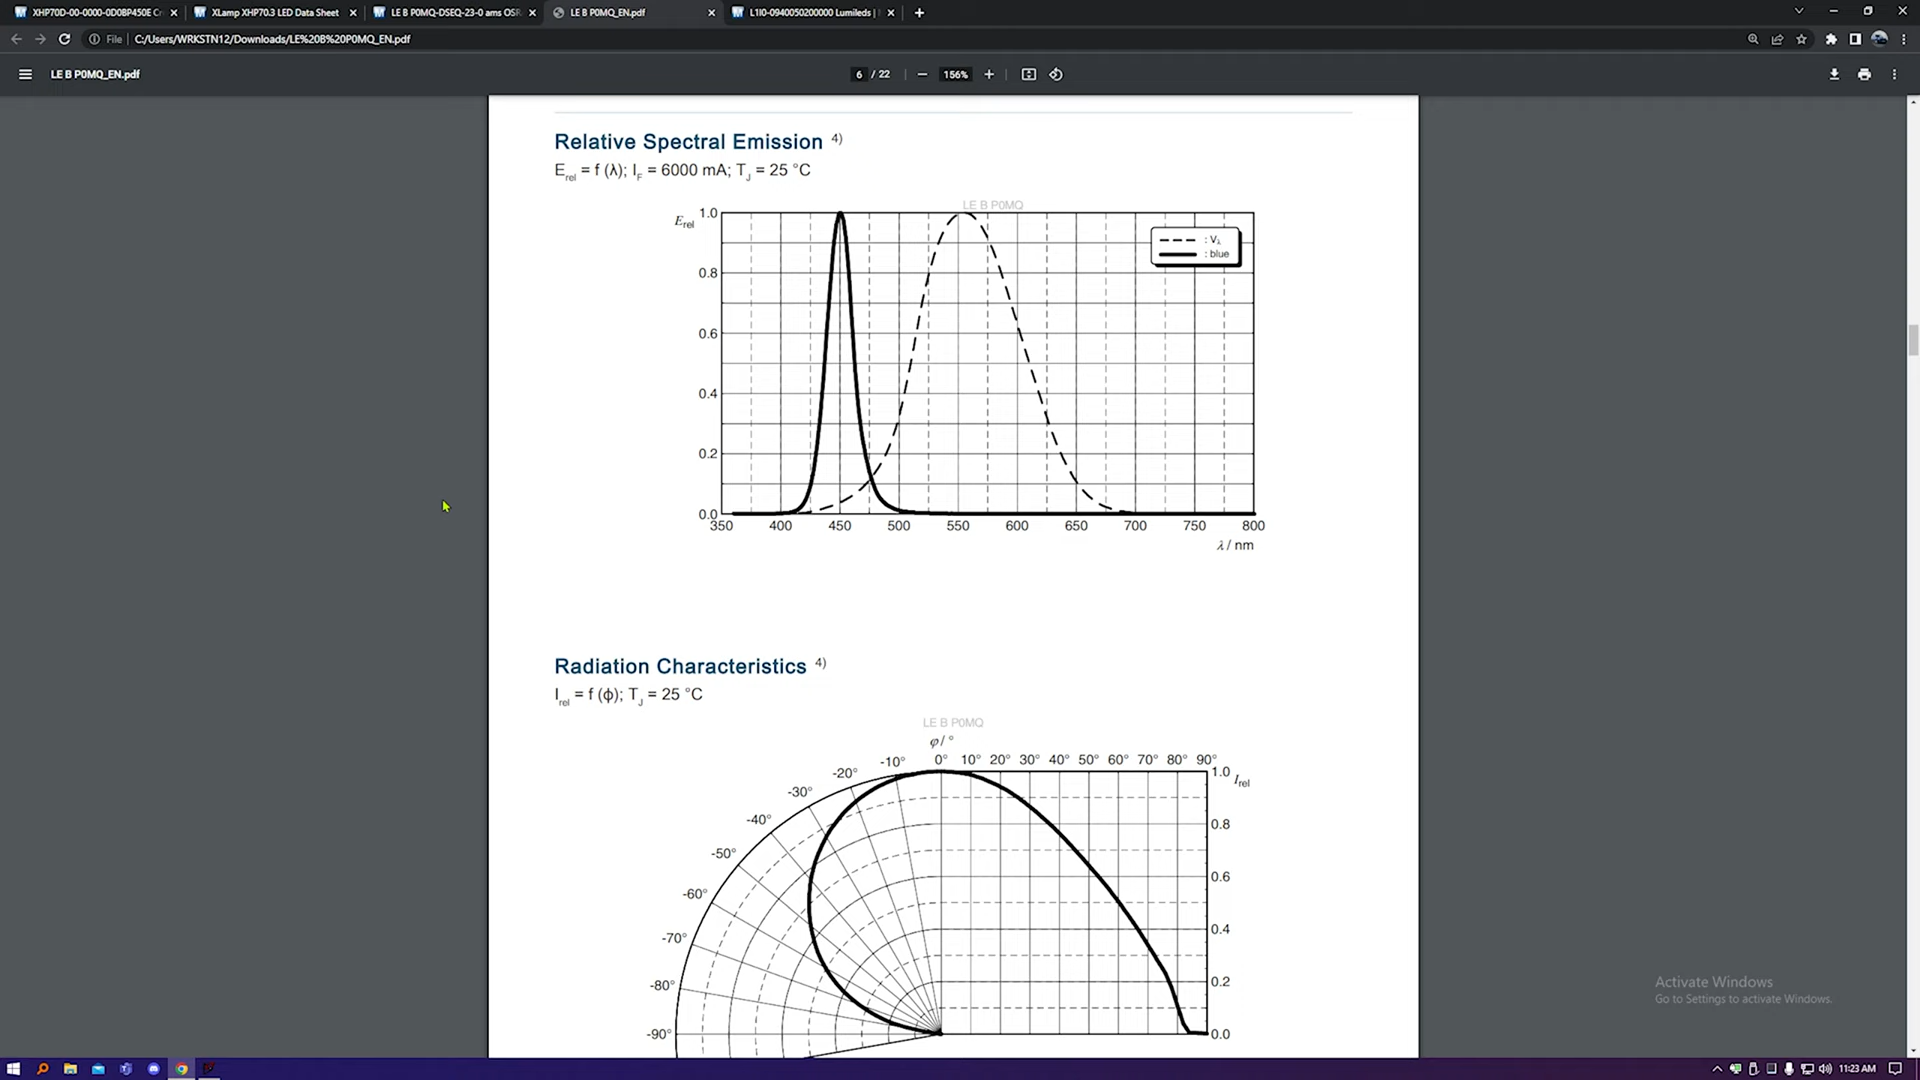 XHP70D-00-0000-0D0BP450E Cr
XLamp XHP70.3 LED Data Sheet
LE B P0MQ-DSEQ-23-0 ams OSR
LE B P0MQ_EN.pdf
L1I0-0940050200000 Lumileds |
File
C:/Users/WRKSTN12/Downloads/LE%20B%20P0MQ_EN.pdf
LE B P0MQ_EN.pdf
6 / 22
156%
Relative Spectral Emission 4)
Erel = f (λ); IF = 6000 mA; TJ = 25 °C
LE B P0MQ
Erel
1.0
: Vλ
: blue
0.8
0.6
0.4
0.2
0.0
350 400 450 500 550 600 650 700 750 800
λ / nm
Radiation Characteristics 4)
Irel = f (ϕ); TJ = 25 °C
LE B P0MQ
φ / °
-10° 0° 10° 20° 30° 40° 50° 60° 70° 80° 90°
-20°
1.0
Irel
-30°
-40°
0.8
-50°
0.6
-60°
0.4
-70°
0.2
-80°
-90°
0.0
Activate Windows
Go to Settings to activate Windows.
11:23 AM